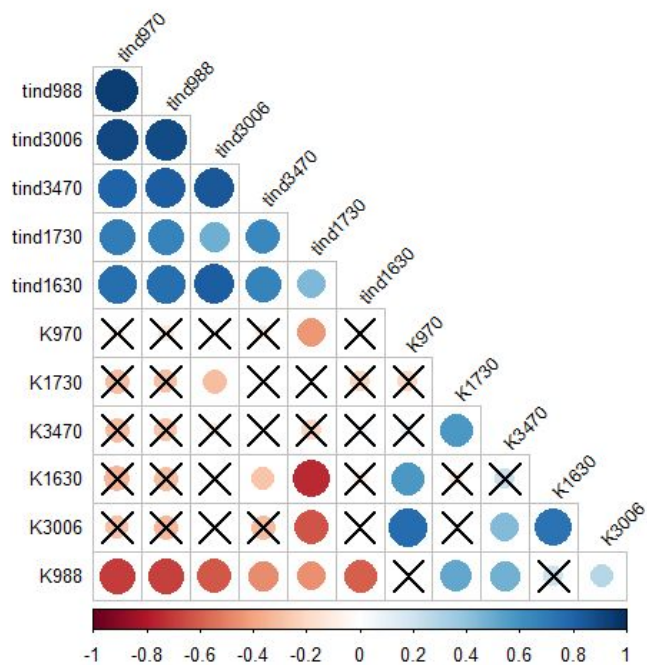 tind970
tind988 tind988
tind3006 tind3006
tind3470 tind3470
tind1730 tind1730
tind1630 tind1630
K970 K970
K1730 K1730
K3470 K3470
K1630 K1630
K3006 K3006
K988
-1 -0.8 -0.6 -0.4 -0.2 0 0.2 0.4 0.6 0.8 1